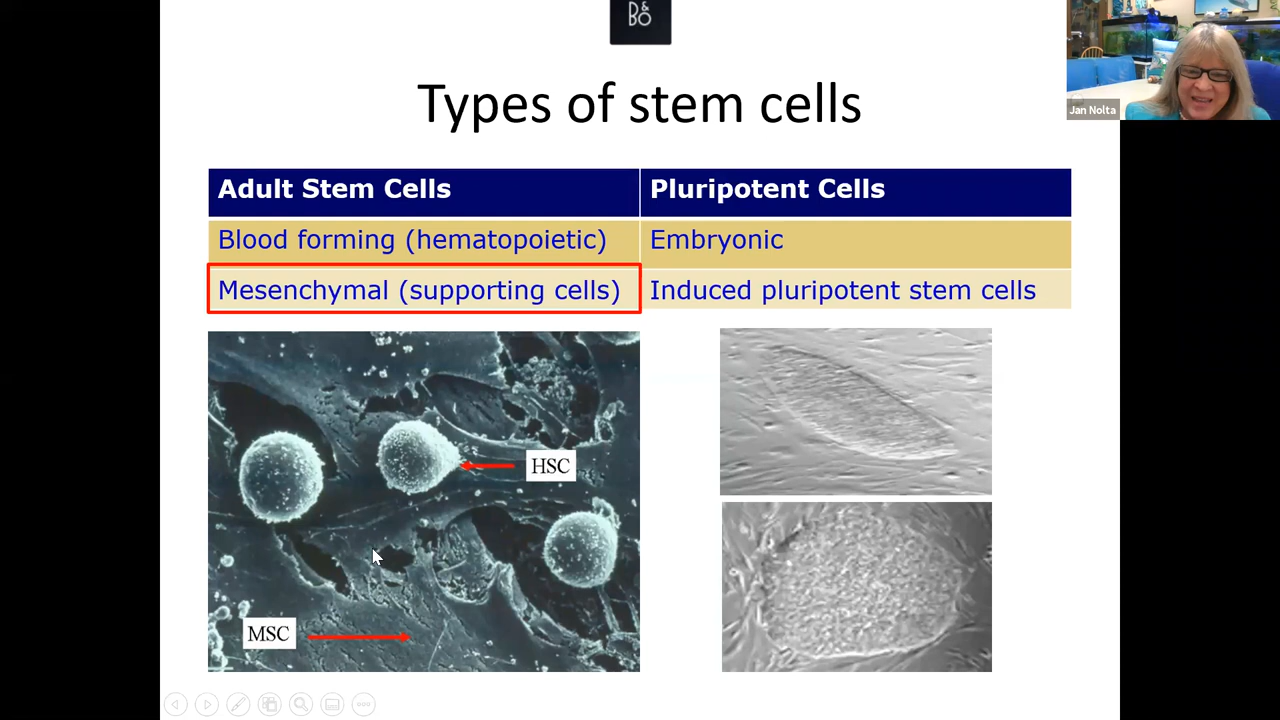 B&O
Jan Nolta
Types of stem cells
Adult Stem Cells
Pluripotent Cells
Blood forming (hematopoietic)
Embryonic
Mesenchymal (supporting cells)
Induced pluripotent stem cells
HSC
MSC